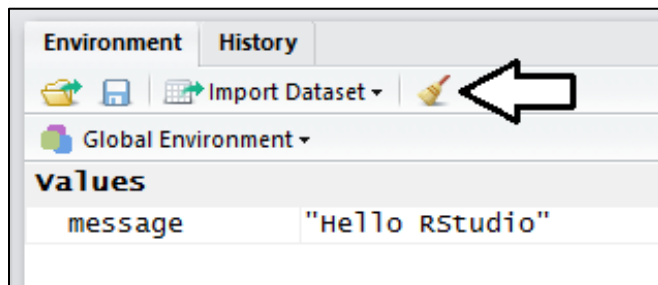 Environment History
Import Dataset
Global Environment
Values
message "Hello RStudio"